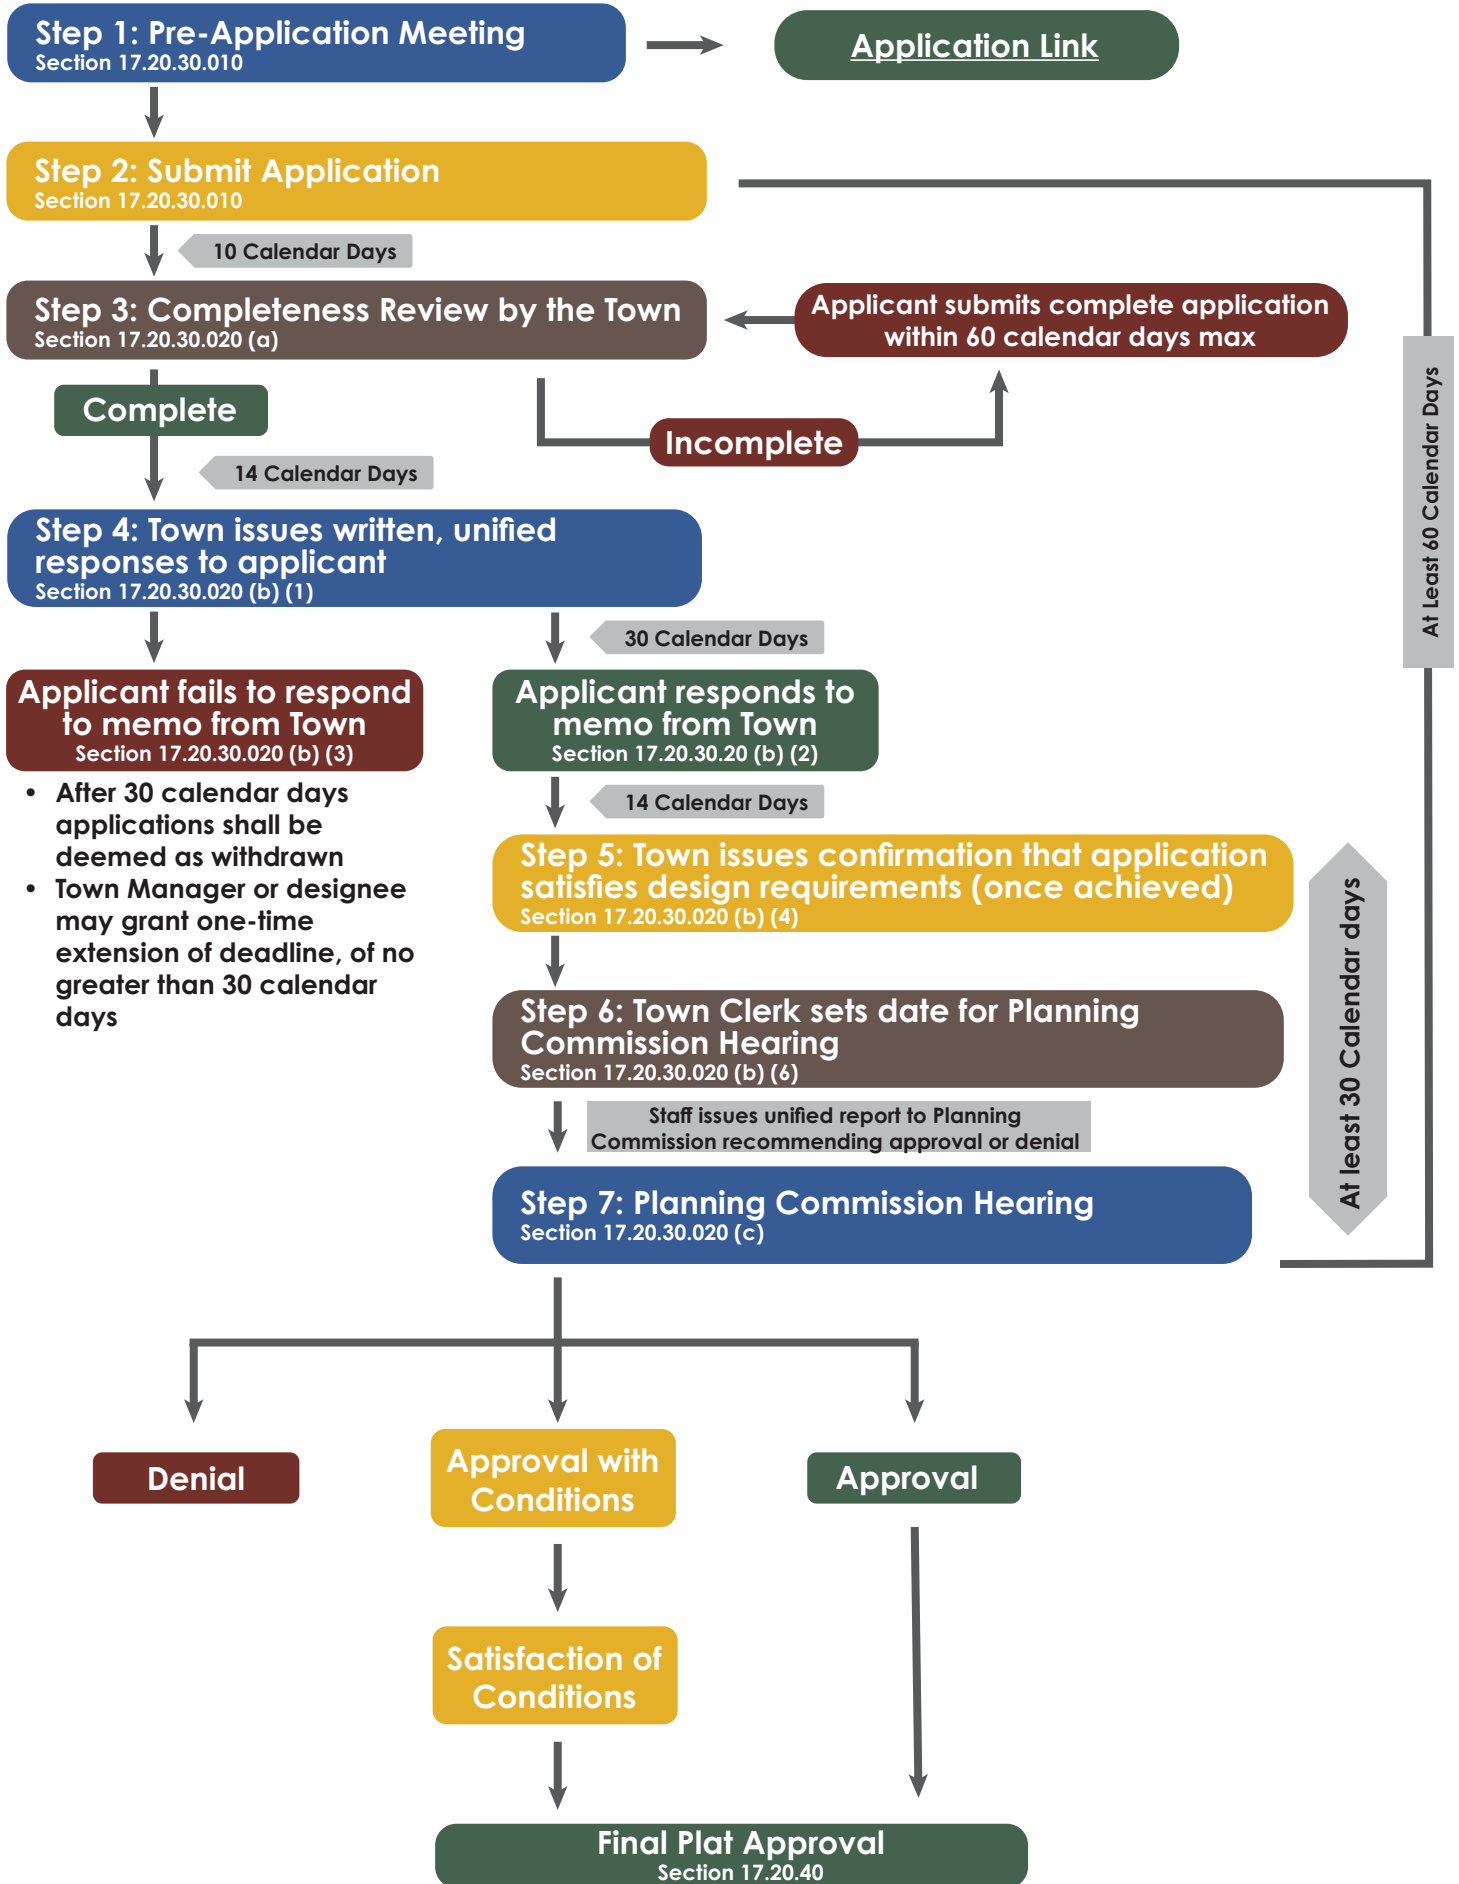 Step 1: Pre-Application Meeting
Section 17.20.30.010
Application Link
Step 2: Submit Application
Section 17.20.30.010
10 Calendar Days
Step 3: Completeness Review by the Town
Section 17.20.30.020 (a)
Applicant submits complete application
within 60 calendar days max
Complete
Incomplete
14 Calendar Days
At Least 60 Calendar Days
Step 4: Town issues written, unified
responses to applicant
Section 17.20.30.020 (b) (1)
30 Calendar Days
Applicant fails to respond
to memo from Town
Section 17.20.30.020 (b) (3)
• After 30 calendar days
applications shall be
deemed as withdrawn
• Town Manager or designee
may grant one-time
extension of deadline, of no
greater than 30 calendar
days
Applicant responds to
memo from Town
Section 17.20.30.20 (b) (2)
14 Calendar Days
Step 5: Town issues confirmation that application
satisfies design requirements (once achieved)
Section 17.20.30.020 (b) (4)
At least 30 Calendar days
Step 6: Town Clerk sets date for Planning
Commission Hearing
Section 17.20.30.020 (b) (6)
Staff issues unified report to Planning
Commission recommending approval or denial
Step 7: Planning Commission Hearing
Section 17.20.30.020 (c)
Denial
Approval with
Conditions
Approval
Satisfaction of
Conditions
Final Plat Approval
Section 17.20.40